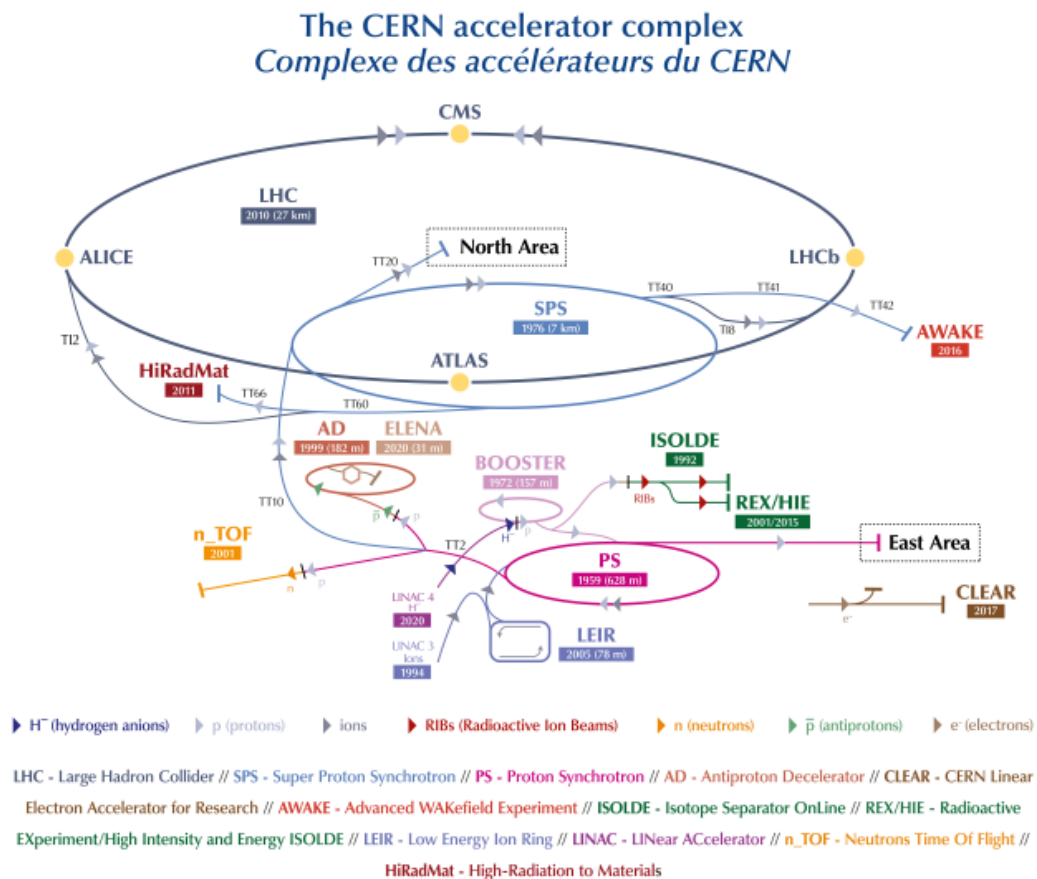 The CERN accelerator complex
Complexe des accélérateurs du CERN
CMS
LHC
2010 (27 km)
North Area
ALICE
LHCb
TT20
TT40
TT41
TT42
SPS
1976 (7 km)
TI8
TI2
AWAKE
2016
ATLAS
HiRadMat
2011
TT66
TT60
AD
1999 (182 m)
ELENA
2020 (31 m)
ISOLDE
1992
BOOSTER
1972 (157 m)
RIBs
REX/HIE
2001/2015
TT10
p
p̄
H⁻
p
n_TOF
2001
TT2
East Area
PS
1959 (628 m)
n
p
LINAC 4
H⁻
2020
CLEAR
2017
e⁻
LINAC 3
Ions
1994
LEIR
2005 (78 m)
H⁻ (hydrogen anions)
p (protons)
ions
RIBs (Radioactive Ion Beams)
n (neutrons)
p̄ (antiprotons)
e⁻ (electrons)
LHC - Large Hadron Collider // SPS - Super Proton Synchrotron // PS - Proton Synchrotron // AD - Antiproton Decelerator // CLEAR - CERN Linear
Electron Accelerator for Research // AWAKE - Advanced WAKefield Experiment // ISOLDE - Isotope Separator OnLine // REX/HIE - Radioactive
EXperiment/High Intensity and Energy ISOLDE // LEIR - Low Energy Ion Ring // LINAC - LINear ACcelerator // n_TOF - Neutrons Time Of Flight //
HiRadMat - High-Radiation to Materials